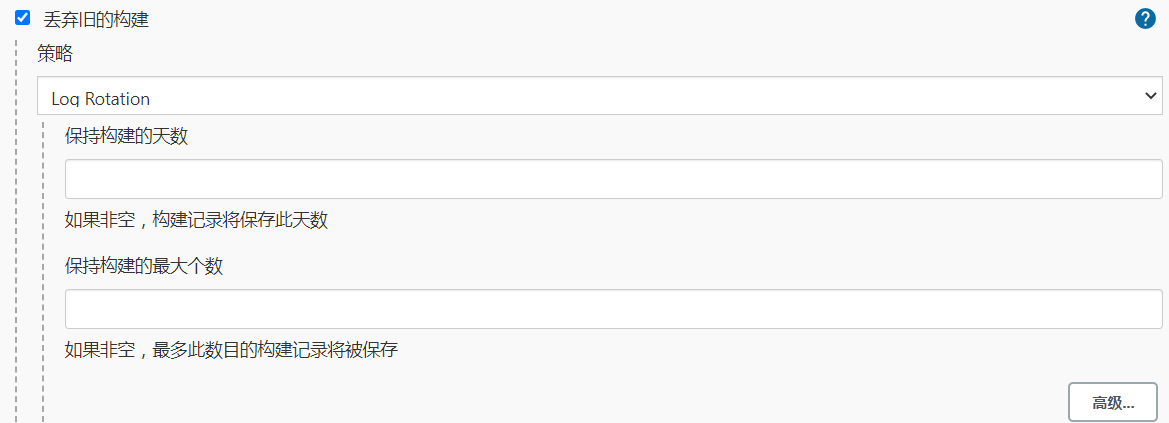 丢弃旧的构建
?
策略
Log Rotation
保持构建的天数
如果非空，构建记录将保存此天数
保持构建的最大个数
如果非空，最多此数目的构建记录将被保存
高级...